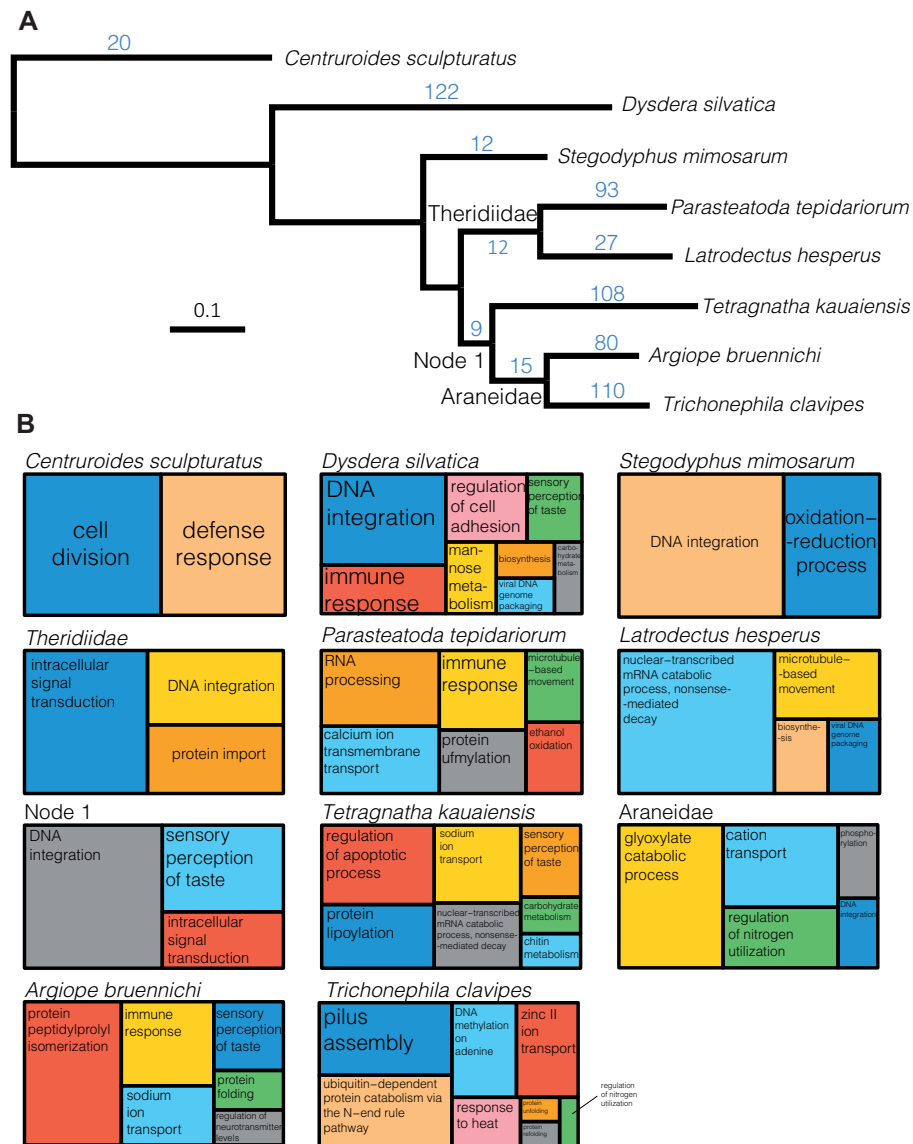 A
20
Centruroides sculpturatus
122
Dysdera silvatica
12
Stegodyphus mimosarum
93
Theridiidae
Parasteatoda tepidariorum
12
27
Latrodectus hesperus
0.1
108
Tetragnatha kauaiensis
9
80
Node 1
15
Argiope bruennichi
110
Araneidae
Trichonephila clavipes
B
Centruroides sculpturatus
cell
division
defense
response
Dysdera silvatica
DNA
integration
immune
response
regulation
of cell
adhesion
sensory
perception
of taste
man-
nose
meta-
bolism
biosynthesis
viral DNA
genome
packaging
carbo-
hydrate
meta-
bolism
Stegodyphus mimosarum
DNA integration
oxidation–
-reduction
process
Theridiidae
intracellular
signal
transduction
DNA integration
protein import
Parasteatoda tepidariorum
RNA
processing
calcium ion
transmembrane
transport
immune
response
protein
ufmylation
microtubule–
–based
movement
ethanol
oxidation
Latrodectus hesperus
nuclear–transcribed
mRNA catabolic
process, nonsense-
-mediated
decay
microtubule–
-based
movement
biosynthe-
-sis
viral DNA
genome
packaging
Node 1
DNA
integration
sensory
perception
of taste
intracellular
signal
transduction
Tetragnatha kauaiensis
regulation
of apoptotic
process
protein
lipoylation
sodium
ion
transport
nuclear–transcribed
mRNA catabolic
process, nonsense-
-mediated decay
sensory
perception
of taste
carbohydrate
metabolism
chitin
metabolism
Araneidae
glyoxylate
catabolic
process
cation
transport
regulation
of nitrogen
utilization
phospho-
rylation
DNA
integration
Argiope bruennichi
protein
peptidylprolyl
isomerization
immune
response
sodium
ion
transport
sensory
perception
of taste
protein
folding
regulation of
neurotransmitter
levels
Trichonephila clavipes
pilus
assembly
ubiquitin–dependent
protein catabolism via
the N–end rule
pathway
DNA
methylation
on
adenine
response
to heat
zinc II
ion
transport
protein
unfolding
protein
refolding
regulation
of nitrogen
utilization